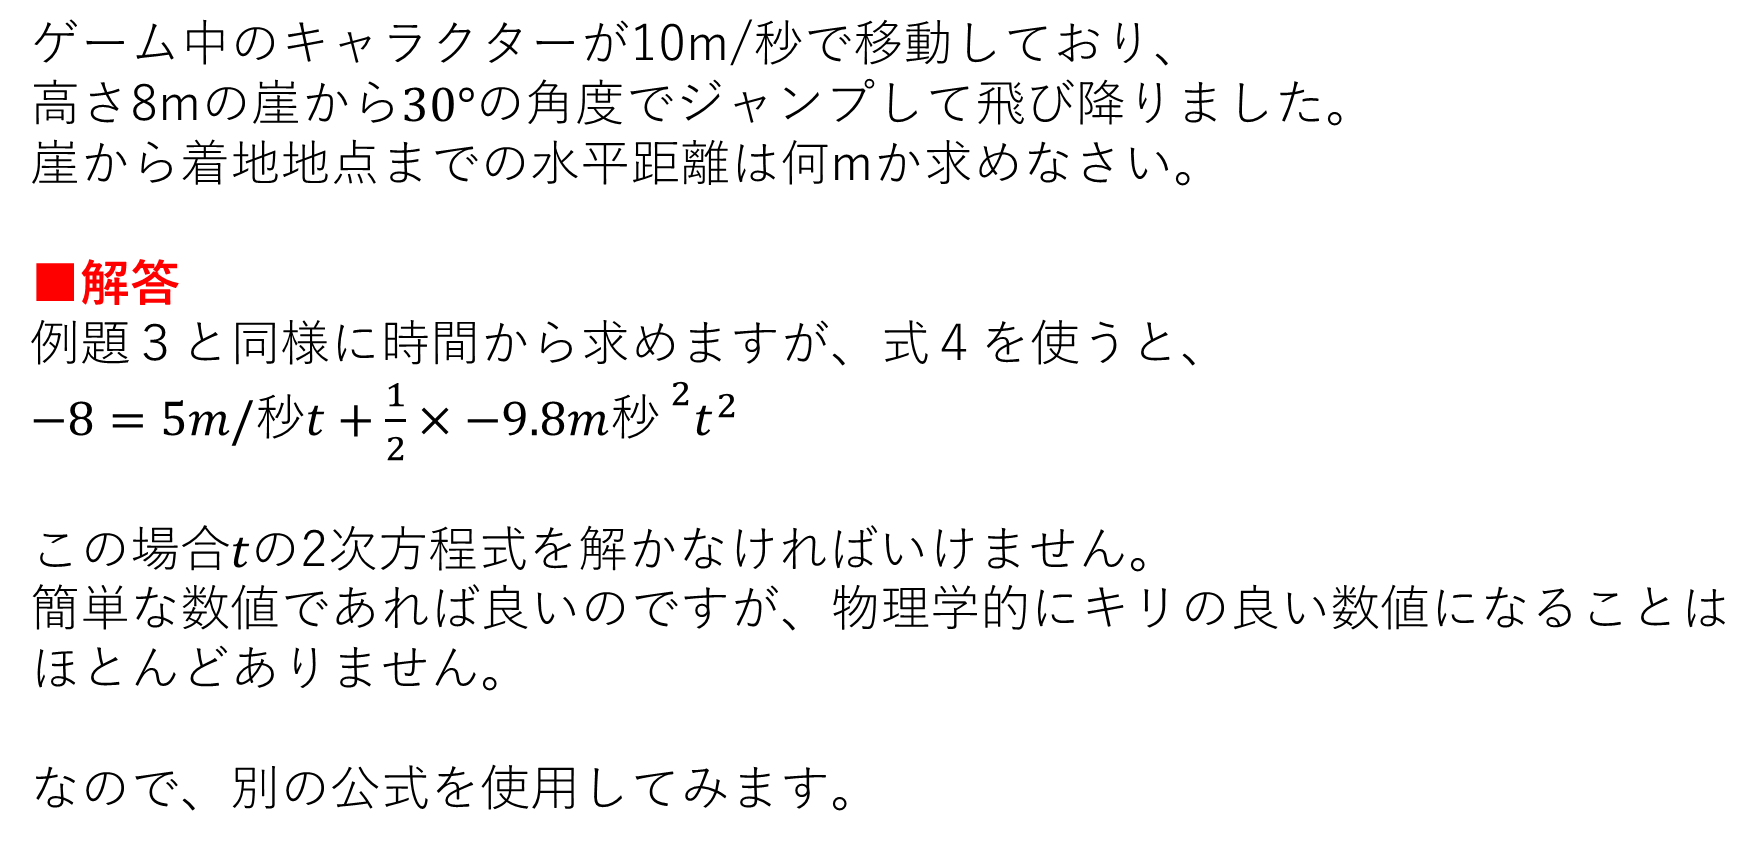 ゲーム中のキャラクターが10m/秒で移動しており、
高さ8mの崖から30°の角度でジャンプして飛び降りました。
崖から着地地点までの水平距離は何mか求めなさい。
■解答
例題３と同様に時間から求めますが、式４を使うと、
−8 = 5m/秒t + 1/2 × −9.8m秒²t²
この場合tの2次方程式を解かなければいけません。
簡単な数値であれば良いのですが、物理学的にキリの良い数値になることは
ほとんどありません。
なので、別の公式を使用してみます。